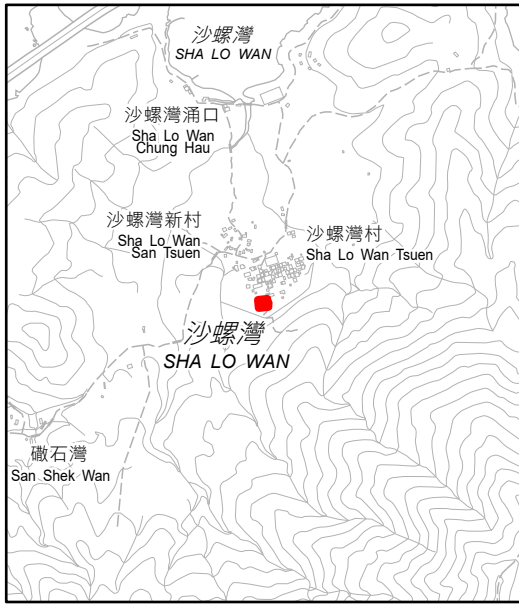 沙螺灣
SHA LO WAN
沙螺灣涌口
Sha Lo Wan
Chung Hau
沙螺灣新村
Sha Lo Wan
San Tsuen
沙螺灣村
Sha Lo Wan Tsuen
沙螺灣
SHA LO WAN
䃟石灣
San Shek Wan